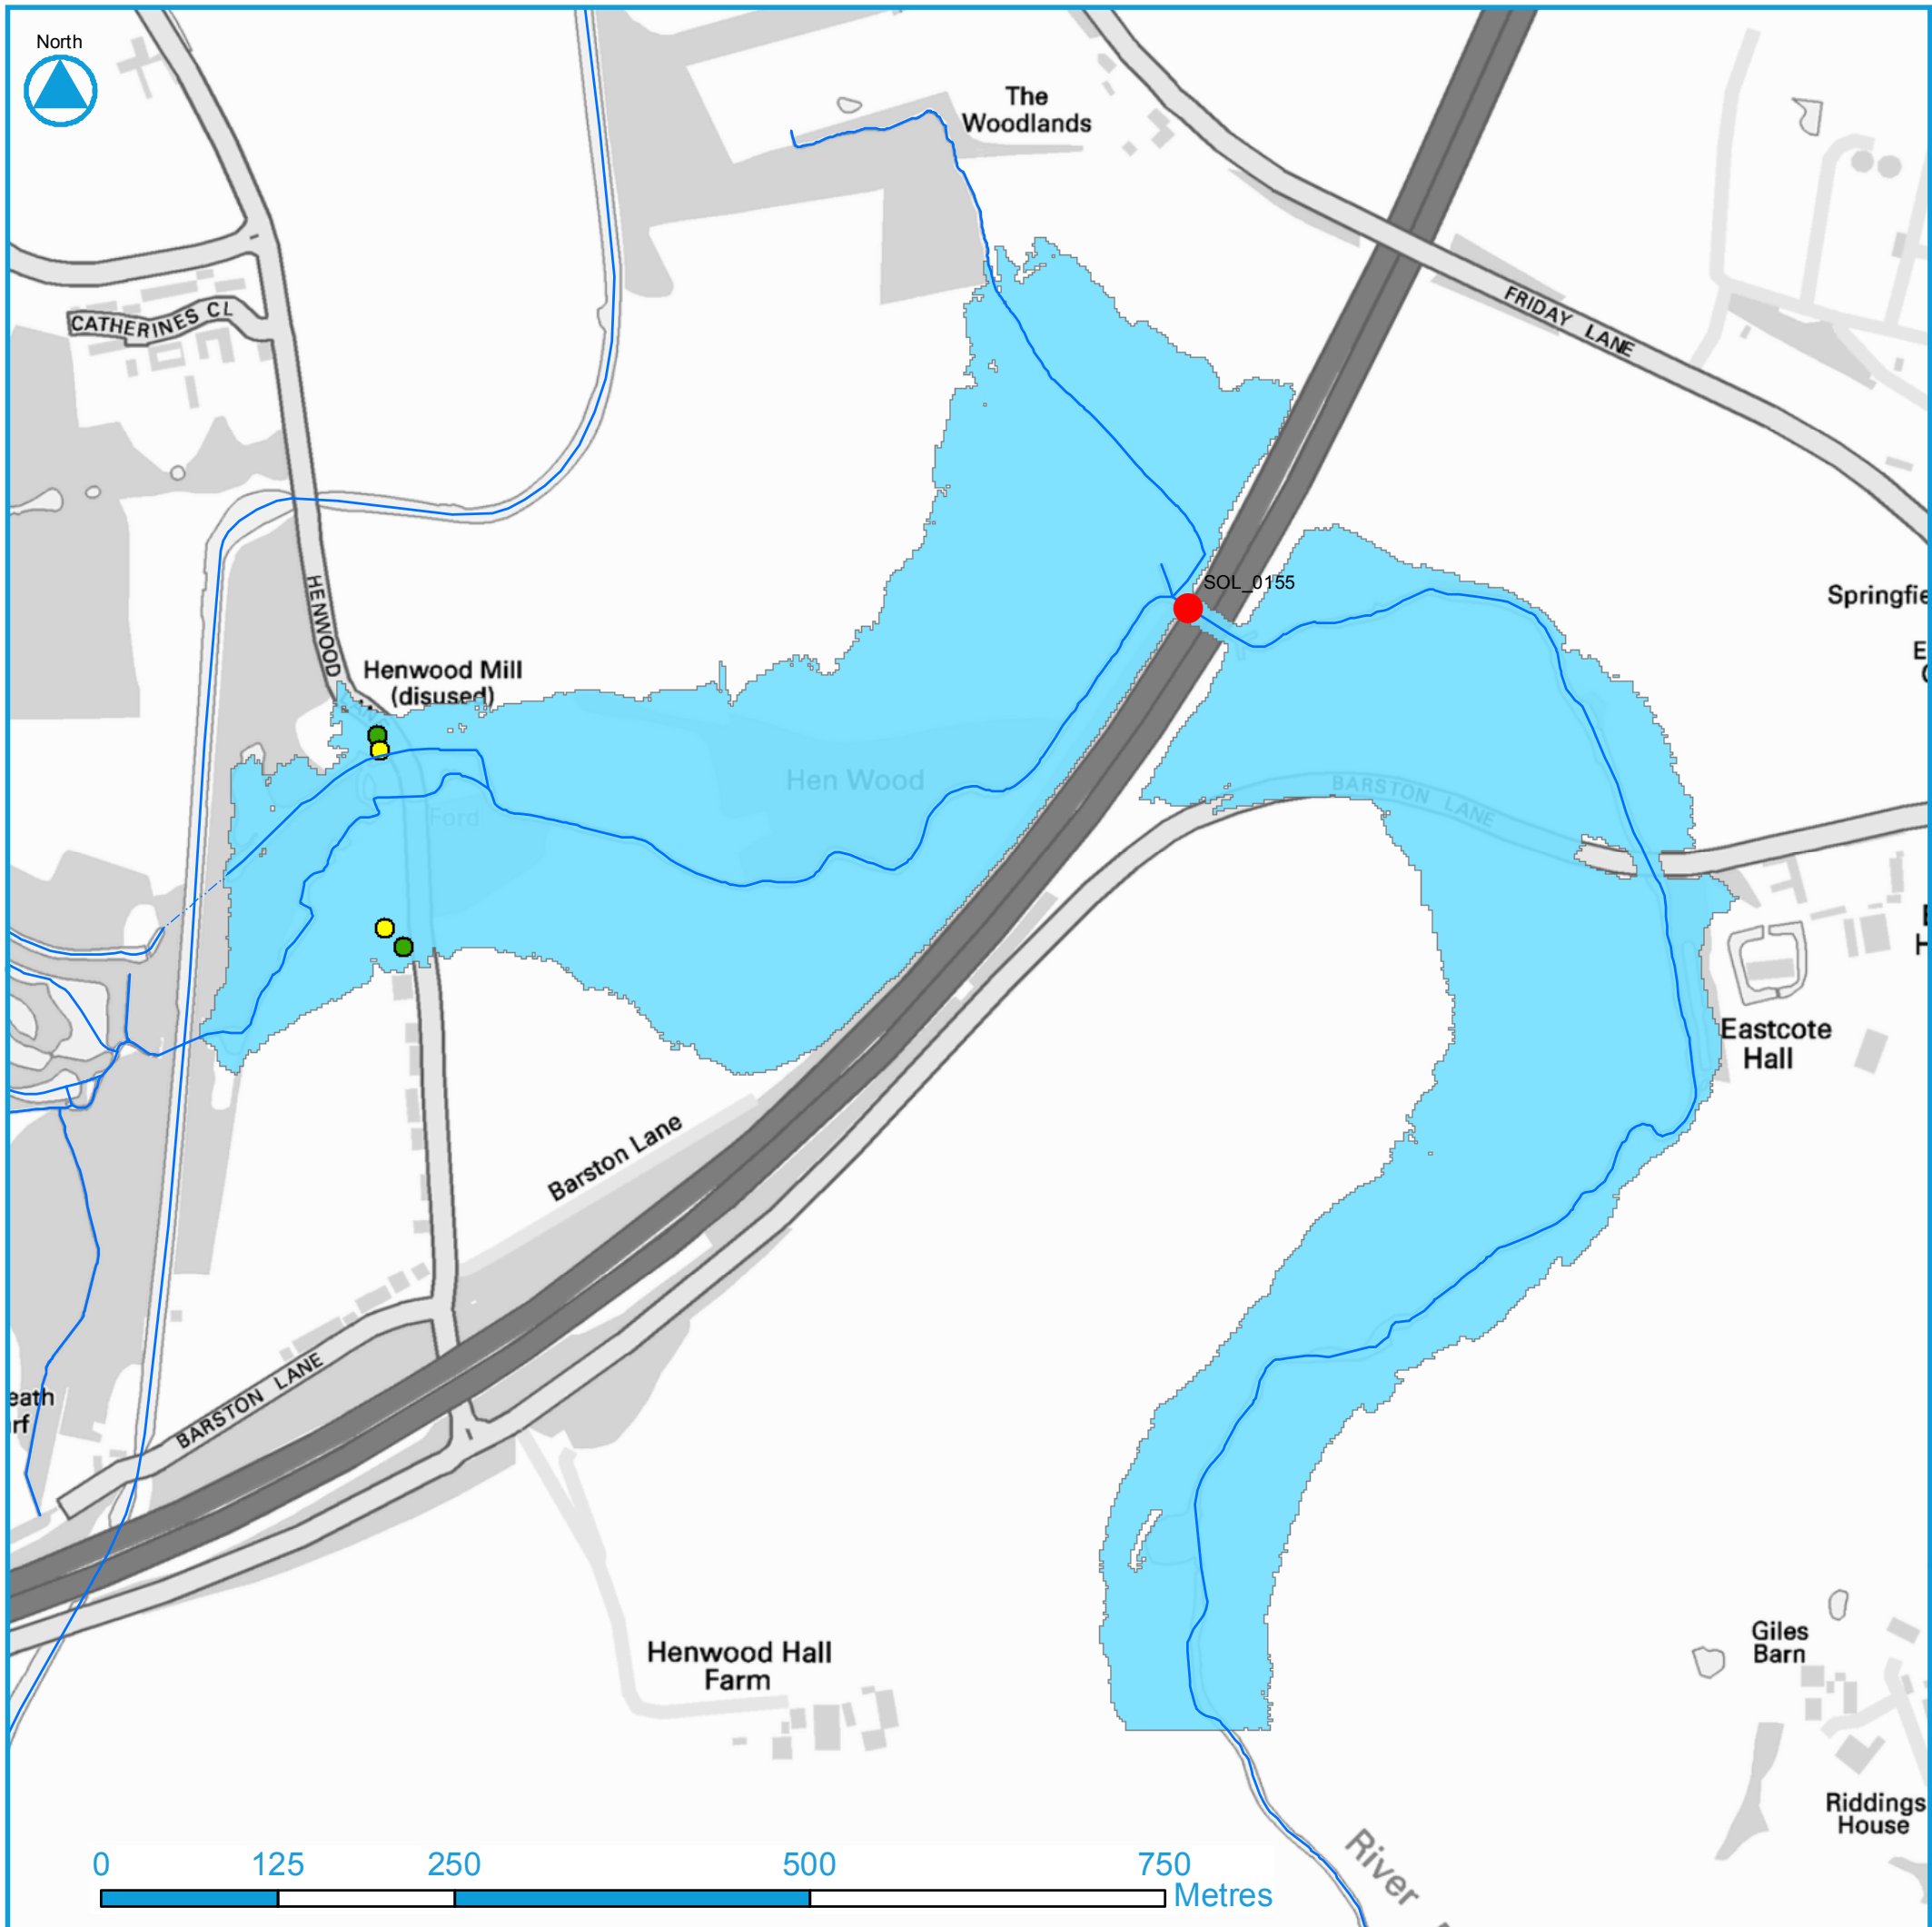 North
The
Woodlands
CATHERINES CL
FRIDAY LANE
SOL_0155
HENWOOD
LANE
Henwood Mill
(disused)
Springfie
Hen Wood
BARSTON LANE
Ford
Eastcote
Hall
Barston Lane
BARSTON LANE
eath
rf
Henwood Hall
Farm
Giles
Barn
Riddings
House
River
0 125 250 500 750
Metres